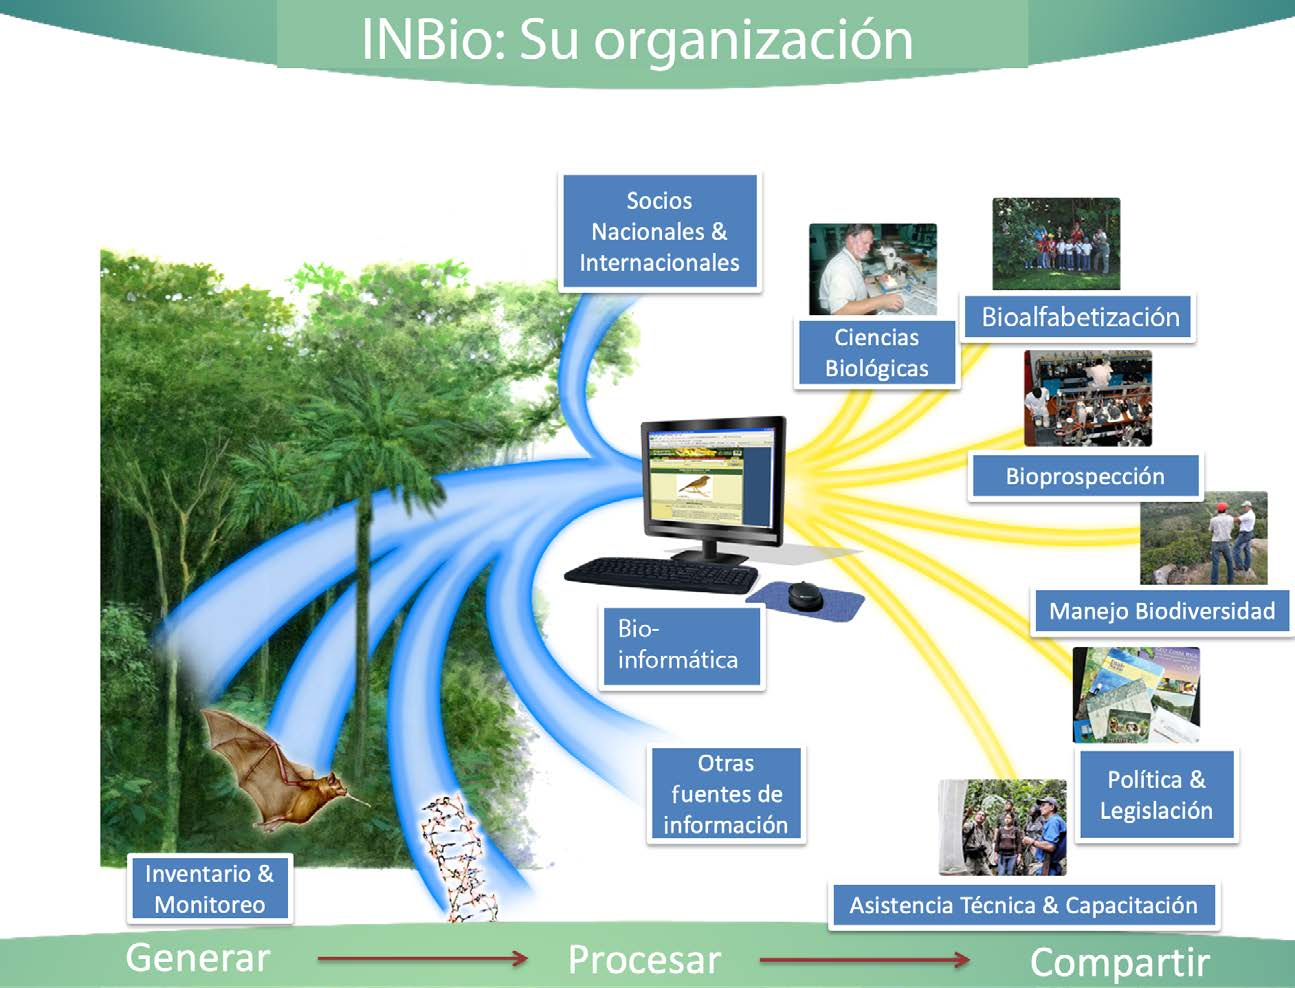 INBio: Su organización
Socios
Nacionales &
Internacionales
Ciencias
Biológicas
Bioalfabetización
Bioprospección
Manejo Biodiversidad
Bio-
informática
Otras
fuentes de
información
Política &
Legislación
Inventario &
Monitoreo
Asistencia Técnica & Capacitación
Generar
Procesar
Compartir